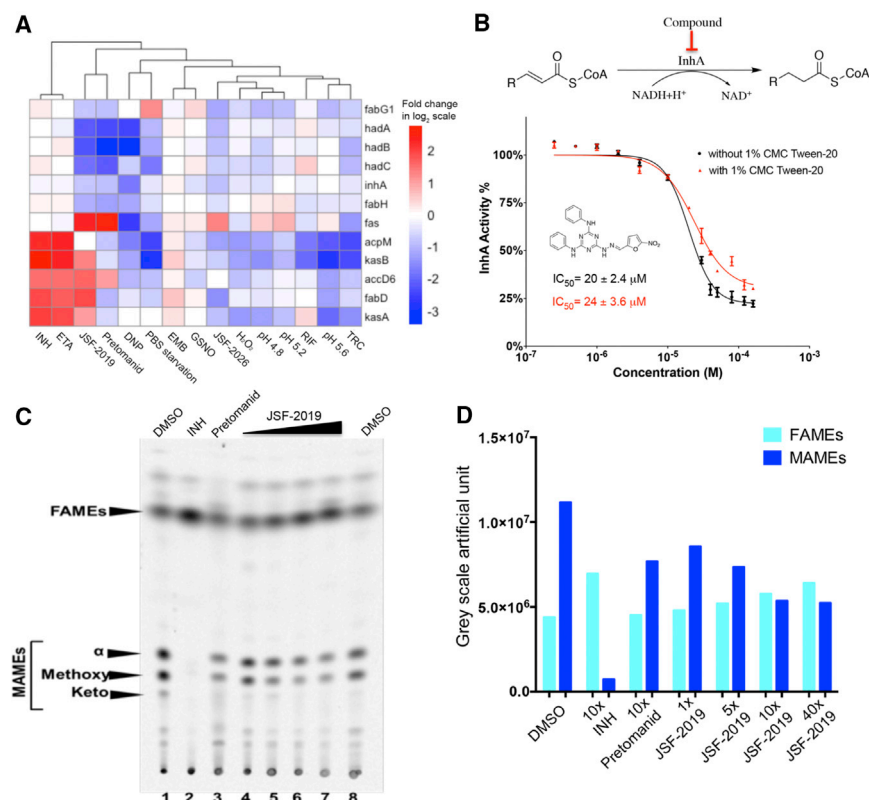 A
Fold change
in log2 scale
fabG1
hadA
hadB
hadC
inhA
fabH
fas
acpM
kasB
accD6
fabD
kasA
2
1
0
-1
-2
-3
INH
ETA
JSF-2019
Pretomanid
DNP
PBS starvation
EMB
GSNO
JSF-2026
H2O2
pH 4.8
pH 5.2
RIF
pH 5.6
TRC
B
Compound
InhA
R
O
S
CoA
NADH+H+
NAD+
R
O
S
CoA
InhA Activity %
100%
75%
50%
25%
0%
without 1% CMC Tween-20
with 1% CMC Tween-20
NH
N
N
NH
N
HN
N
O
NO2
IC50= 20 ± 2.4 μM
IC50= 24 ± 3.6 μM
10-7
10-6
10-5
10-4
10-3
Concentration (M)
C
DMSO
INH
Pretomanid
JSF-2019
DMSO
FAMEs
MAMEs
α
Methoxy
Keto
1 2 3 4 5 6 7 8
D
FAMEs
MAMEs
Grey scale artificial unit
1.5×107
1.0×107
5.0×106
0.0
DMSO
10x
INH
10x
Pretomanid
1x
JSF-2019
5x
JSF-2019
10x
JSF-2019
40x
JSF-2019